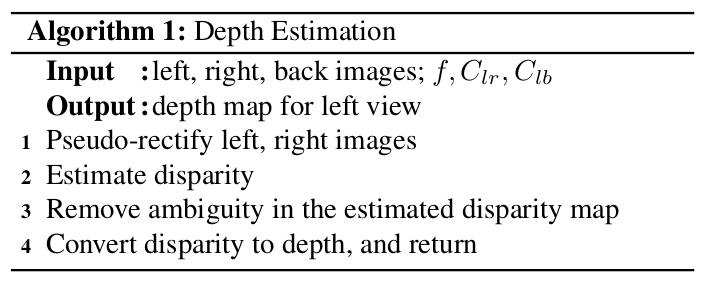 Algorithm 1: Depth Estimation
Input :left, right, back images; f, C_{lr}, C_{lb}
Output:depth map for left view
1 Pseudo-rectify left, right images
2 Estimate disparity
3 Remove ambiguity in the estimated disparity map
4 Convert disparity to depth, and return